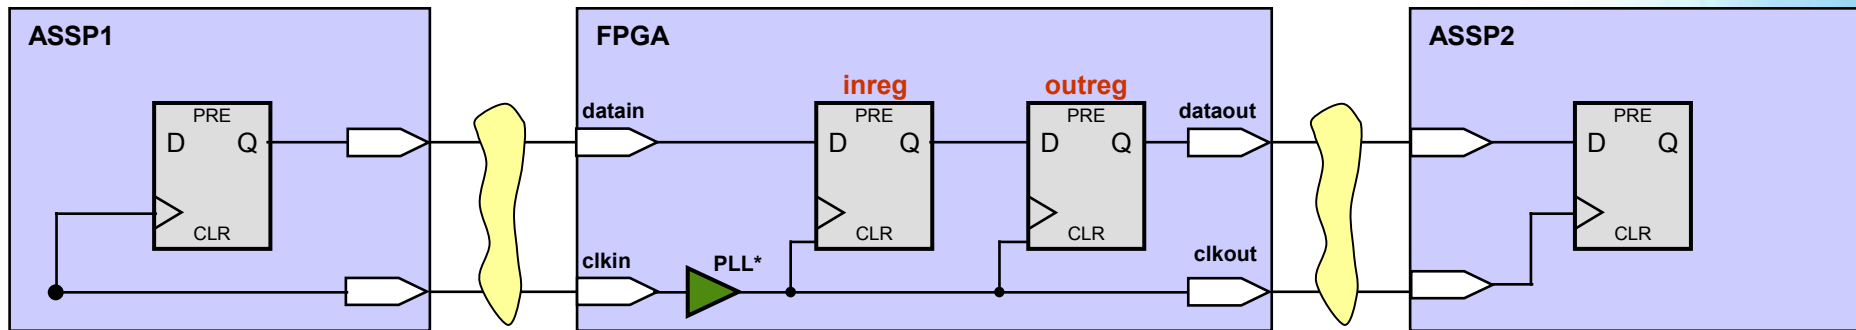 ASSP1
PRE
D Q
CLR
FPGA
inreg
outreg
datain
PRE
D Q
CLR
PRE
D Q
CLR
dataout
clkin
PLL*
clkout
ASSP2
PRE
D Q
CLR